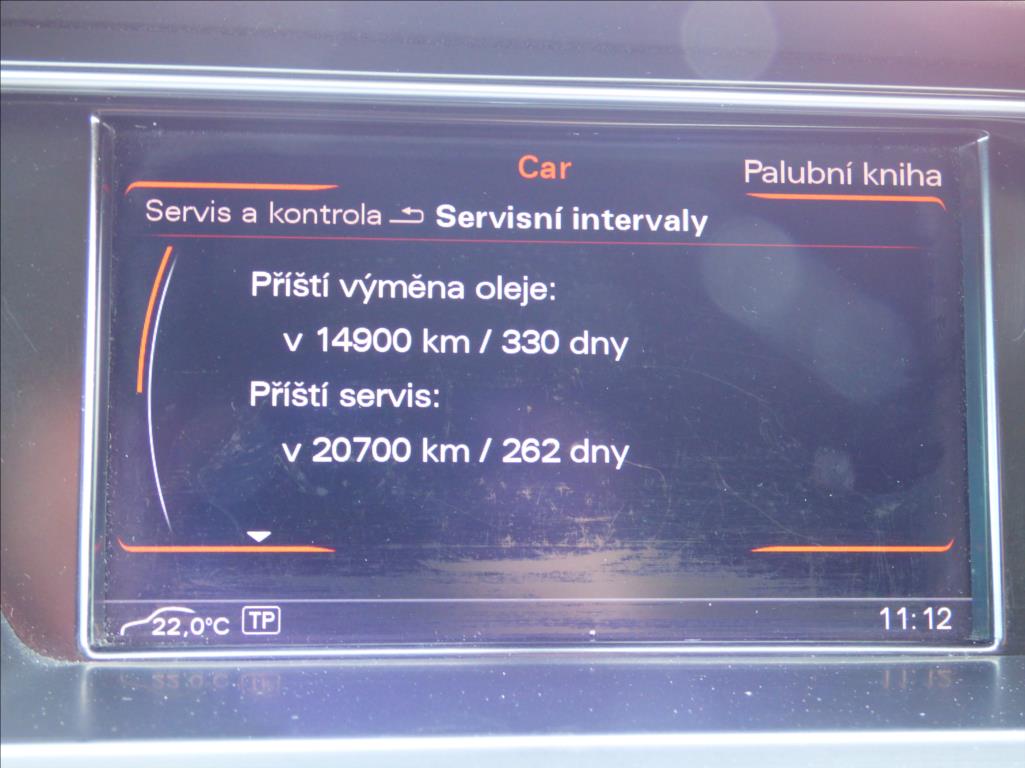 Car
Palubní kniha
Servis a kontrola Servisní intervaly
Příští výměna oleje:
v 14900 km / 330 dny
Příští servis:
v 20700 km / 262 dny
22,0°C TP 11:12